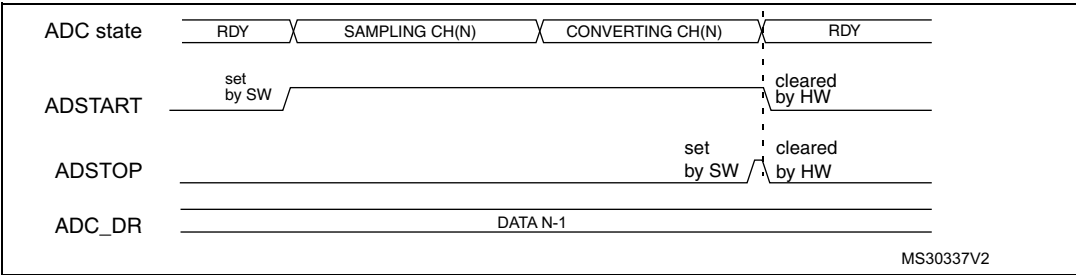 ADC state RDY SAMPLING CH(N) CONVERTING CH(N) RDY
set
by SW
cleared
by HW
ADSTART
set
by SW
cleared
by HW
ADSTOP
ADC_DR DATA N-1
MS30337V2